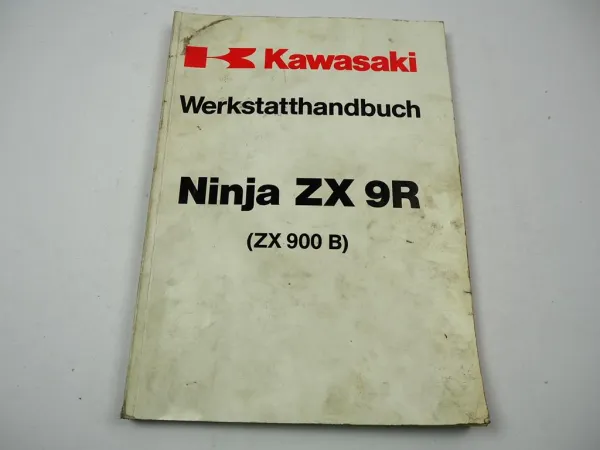 Kawasaki
Werkstatthandbuch
Ninja ZX 9R
(ZX 900 B)